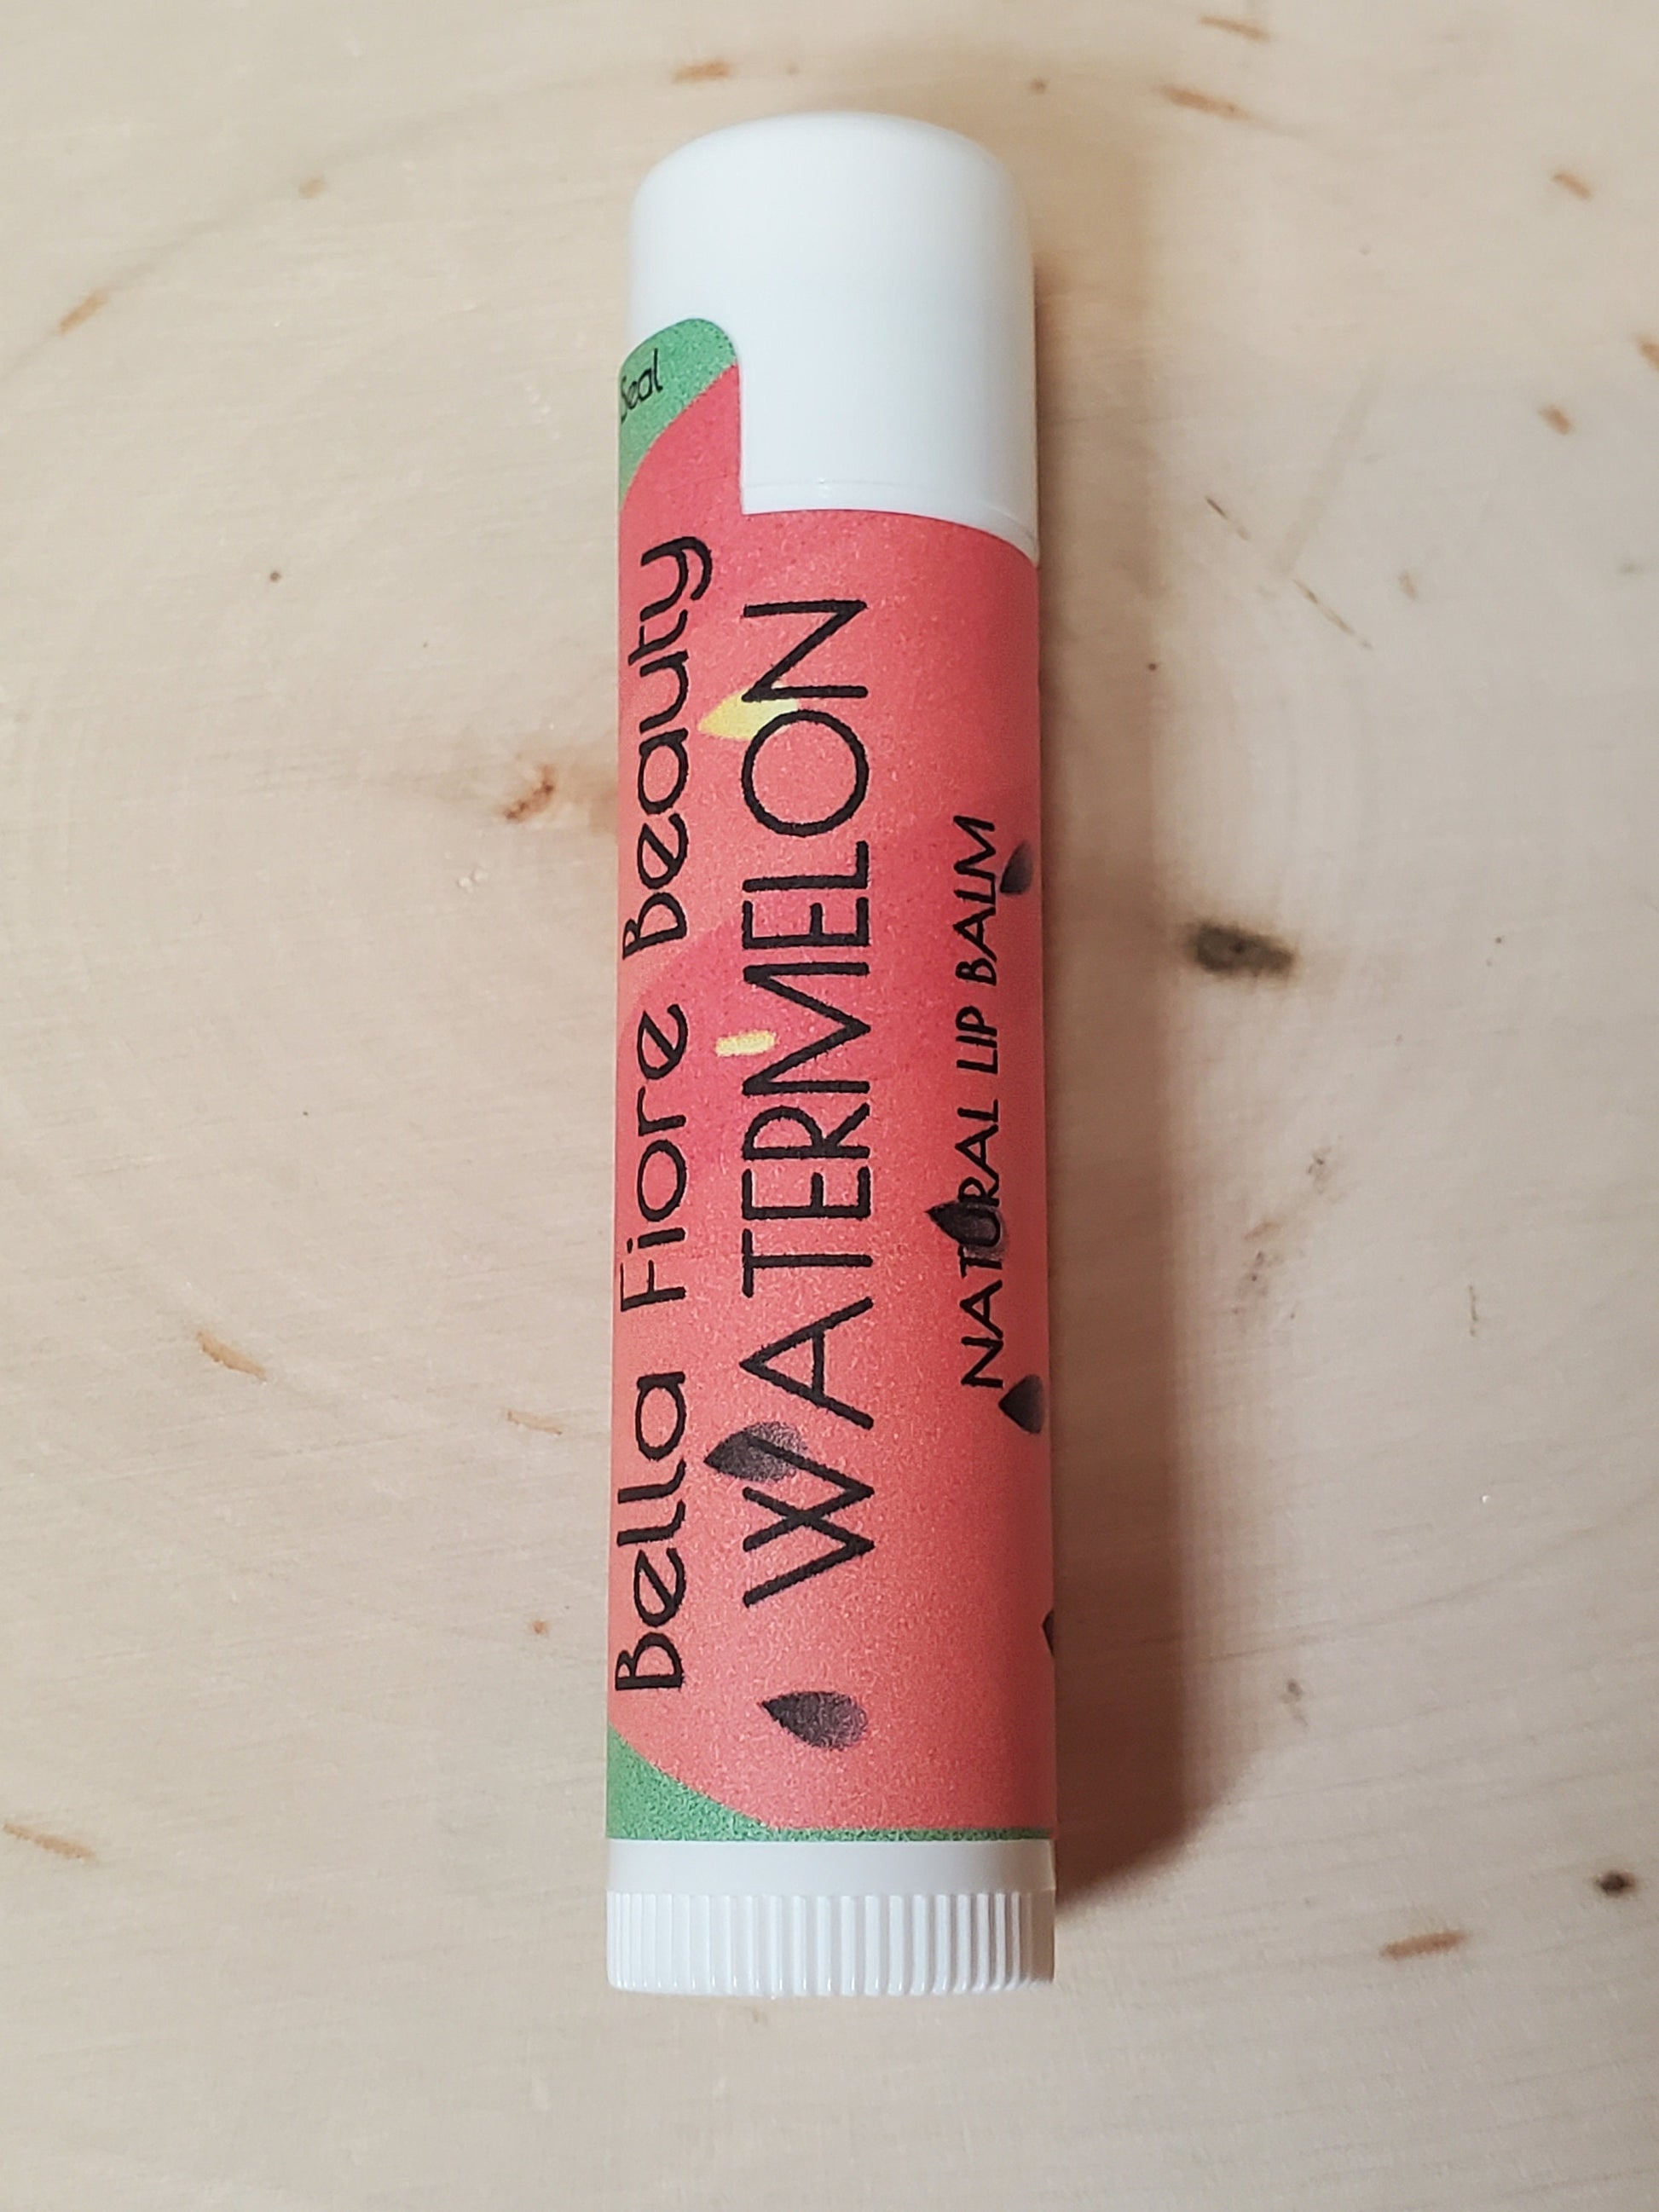 Seal
Bella Fiore Beauty
WATERMELON
NATURAL LIP BALM